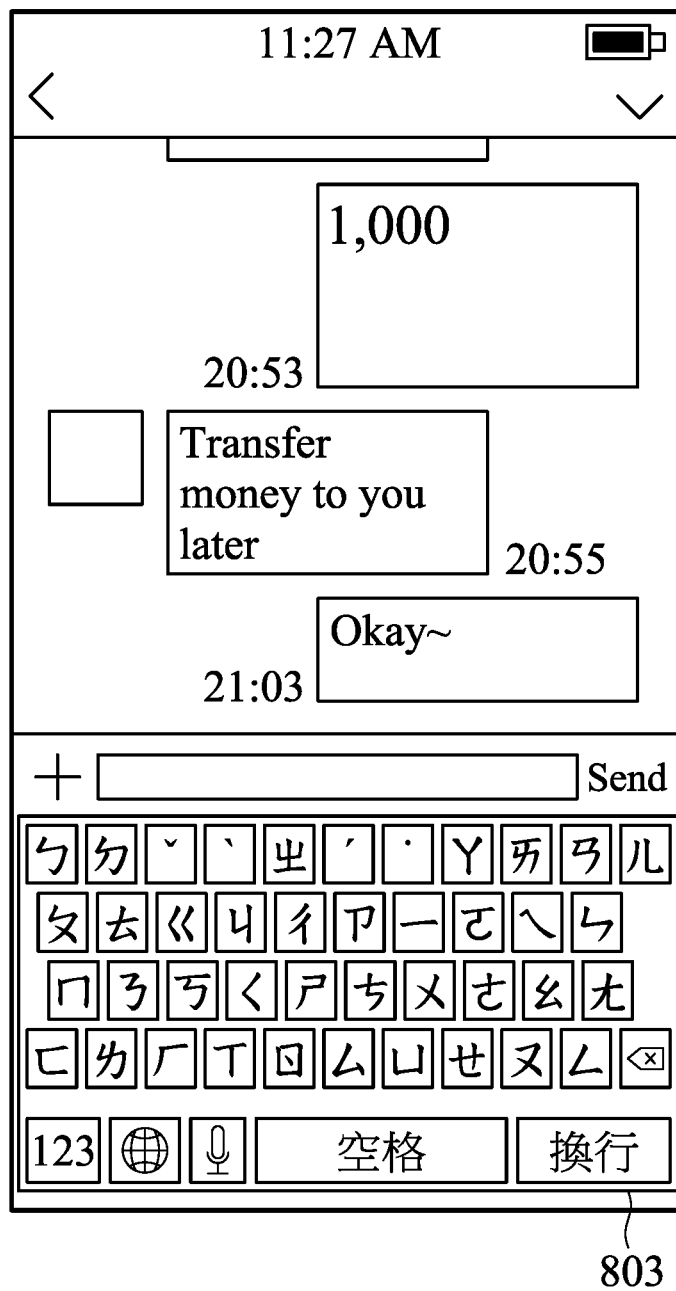 11:27 AM
1,000
20:53
Transfer
money to you
later
20:55
Okay~
21:03
Send
ㄅ ㄉ ˇ ˋ ㄓ ˊ ˙ ㄚ ㄞ ㄢ ㄦ
ㄆ ㄊ ㄍ ㄐ ㄔ ㄗ ㄧ ㄛ ㄟ ㄣ
ㄇ ㄋ ㄎ ㄑ ㄕ ㄘ ㄨ ㄜ ㄠ ㄤ
ㄈ ㄌ ㄏ ㄒ ㄖ ㄙ ㄩ ㄝ ㄡ ㄥ
123 空格 換行
803